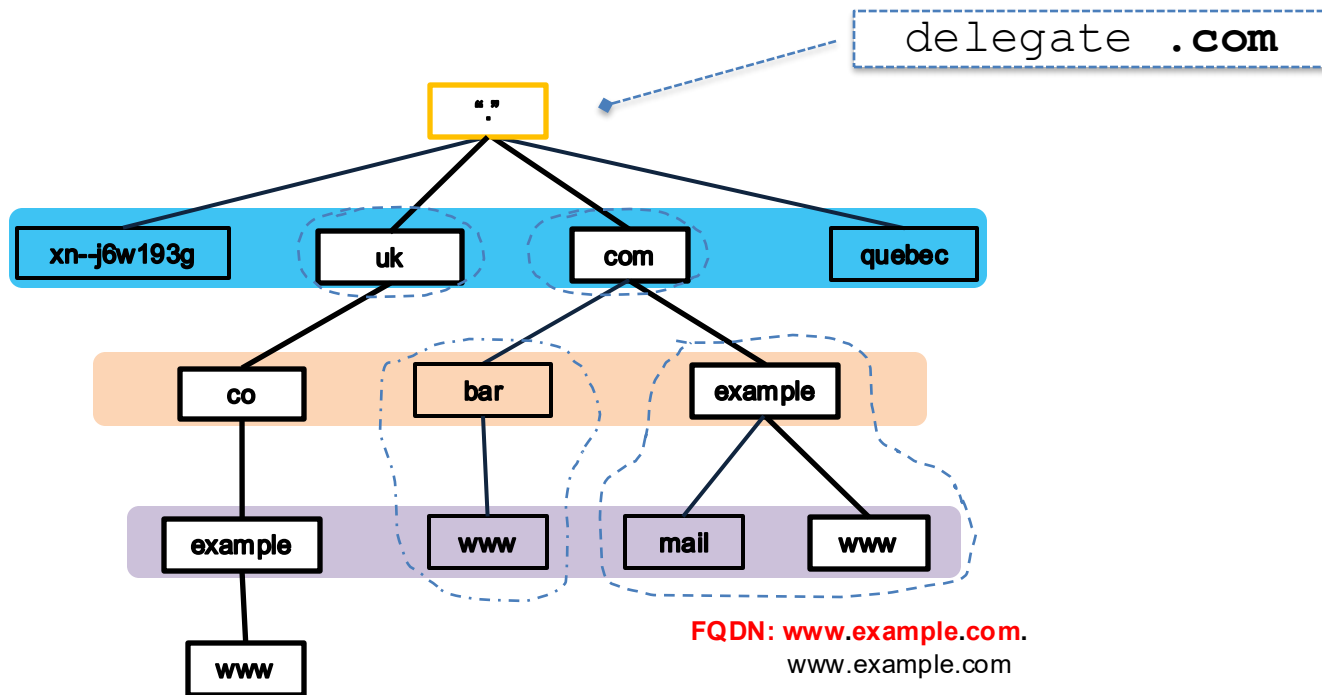 delegate .com
“.”
xn--j6w193g
uk
com
quebec
co
bar
example
example
www
mail
www
FQDN: www.example.com.
www.example.com
www